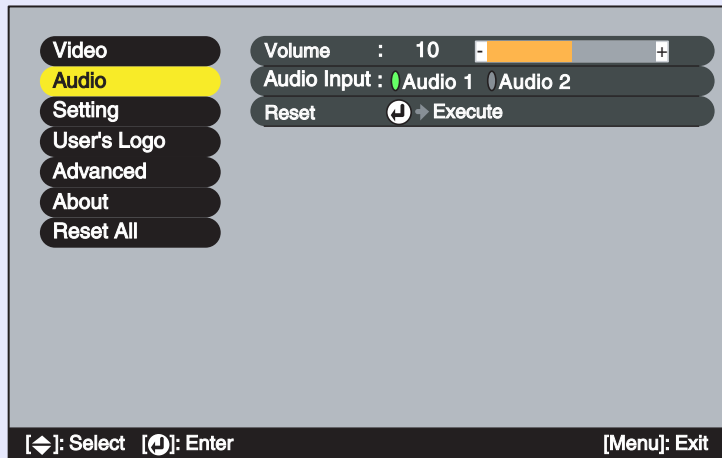 Video
Audio
Setting
User's Logo
Advanced
About
Reset All
Volume : 10 - +
Audio Input : Audio 1 Audio 2
Reset Execute
[ ]: Select [ ]: Enter [Menu]: Exit